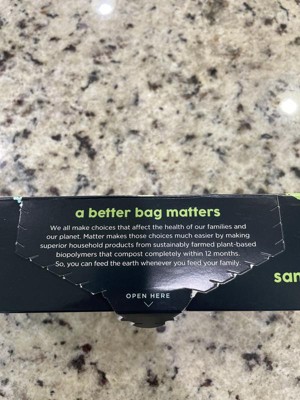 a better bag matters
We all make choices that affect the health of our families and
our planet. Matter makes those choices much easier by making
superior household products from sustainably farmed plant-based
biopolymers that compost completely within 12 months.
So, you can feed the earth whenever you feed your family.
OPEN HERE
san